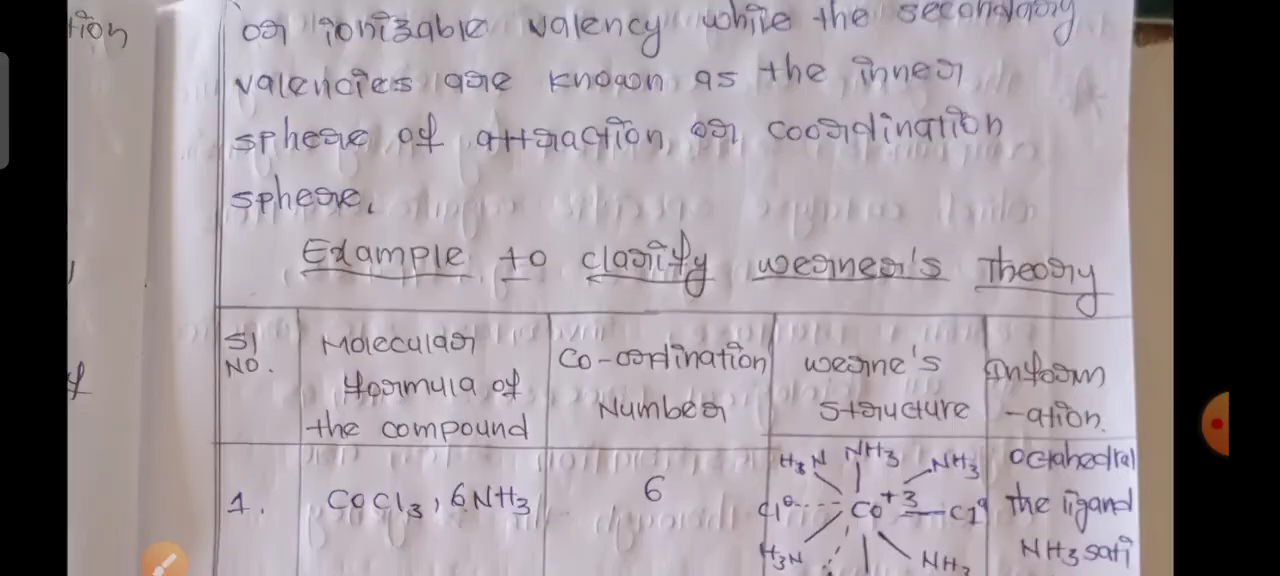 tion
or ionizable valency while the secondary
valencies are known as the inner
sphere of attraction, or coordination
sphere.
Example to clarify werner's Theory
Sl No.
Molecular formula of the compound
Co-cordination Number
werne's structure
Inform-ation.
1.
CoCl3, 6NH3
6
H3N NH3 NH3
Cl Co+3 Cl
H3N NH3
Octahedral
the ligand
NH3 sati